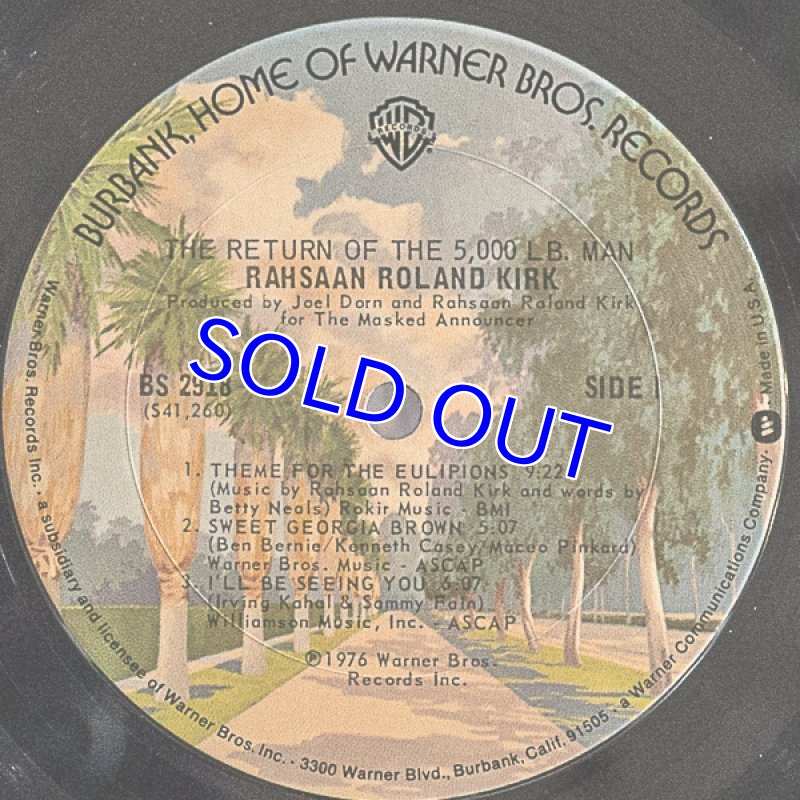 BURBANK, HOME OF WARNER BROS. RECORDS
RECORDS
THE RETURN OF THE 5,000 LB. MAN
RAHSAAN ROLAND KIRK
Produced by Joel Dorn and Rahsaan Roland Kirk
for The Masked Announcer
SOLD OUT
BS 2918
SIDE I
(S41,260)
1. THEME FOR THE EULIPIONS 9:22
(Music by Rahsaan Roland Kirk and words by
Betty Neals) Rokir Music - BMI
2. SWEET GEORGIA BROWN 5:07
(Ben Bernie/Kenneth Casey/Maceo Pinkard)
Warner Bros. Music - ASCAP
3. I'LL BE SEEING YOU 6:07
(Irving Kahal & Sammy Fain)
Williamson Music, Inc. - ASCAP
℗1976 Warner Bros.
Records Inc.
Warner Bros. Records Inc. • a subsidiary and licensee of Warner Bros. Inc. • 3300 Warner Blvd., Burbank, Calif. 91505 • a Warner Communications Company. • Made in U.S.A.